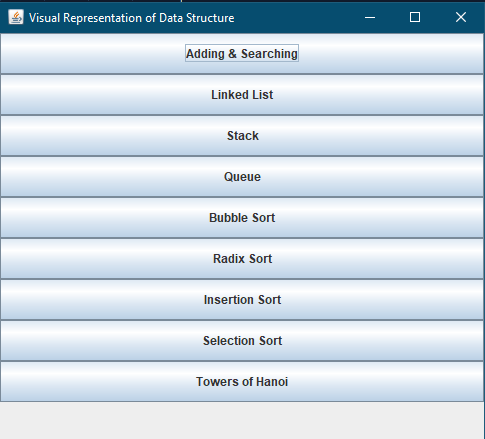 Visual Representation of Data Structure
Adding & Searching
Linked List
Stack
Queue
Bubble Sort
Radix Sort
Insertion Sort
Selection Sort
Towers of Hanoi